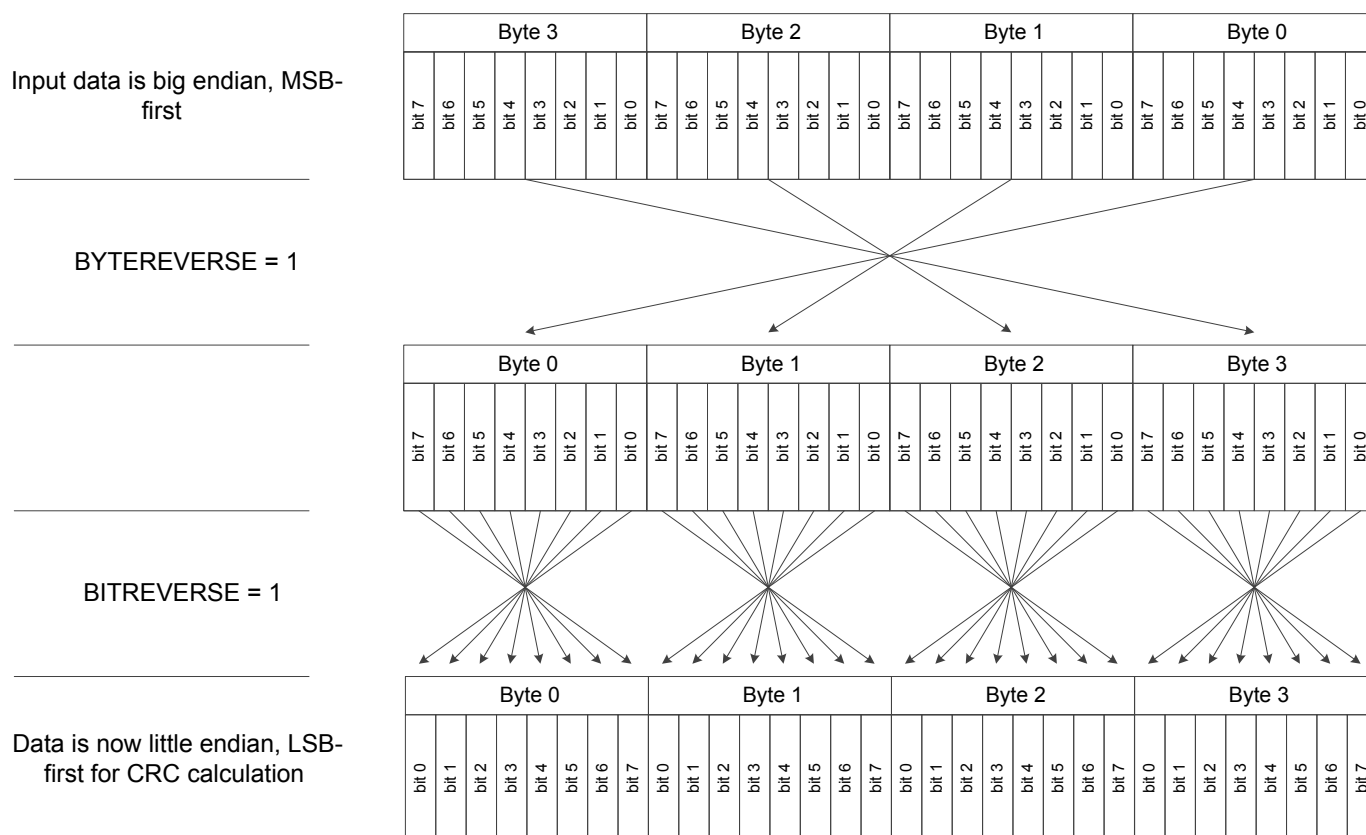 Byte 3 Byte 2 Byte 1 Byte 0
Input data is big endian, MSB-
first
bit 7 bit 6 bit 5 bit 4 bit 3 bit 2 bit 1 bit 0 bit 7 bit 6 bit 5 bit 4 bit 3 bit 2 bit 1 bit 0 bit 7 bit 6 bit 5 bit 4 bit 3 bit 2 bit 1 bit 0 bit 7 bit 6 bit 5 bit 4 bit 3 bit 2 bit 1 bit 0
BYTEREVERSE = 1
Byte 0 Byte 1 Byte 2 Byte 3
bit 7 bit 6 bit 5 bit 4 bit 3 bit 2 bit 1 bit 0 bit 7 bit 6 bit 5 bit 4 bit 3 bit 2 bit 1 bit 0 bit 7 bit 6 bit 5 bit 4 bit 3 bit 2 bit 1 bit 0 bit 7 bit 6 bit 5 bit 4 bit 3 bit 2 bit 1 bit 0
BITREVERSE = 1
Byte 0 Byte 1 Byte 2 Byte 3
Data is now little endian, LSB-
first for CRC calculation
bit 0 bit 1 bit 2 bit 3 bit 4 bit 5 bit 6 bit 7 bit 0 bit 1 bit 2 bit 3 bit 4 bit 5 bit 6 bit 7 bit 0 bit 1 bit 2 bit 3 bit 4 bit 5 bit 6 bit 7 bit 0 bit 1 bit 2 bit 3 bit 4 bit 5 bit 6 bit 7